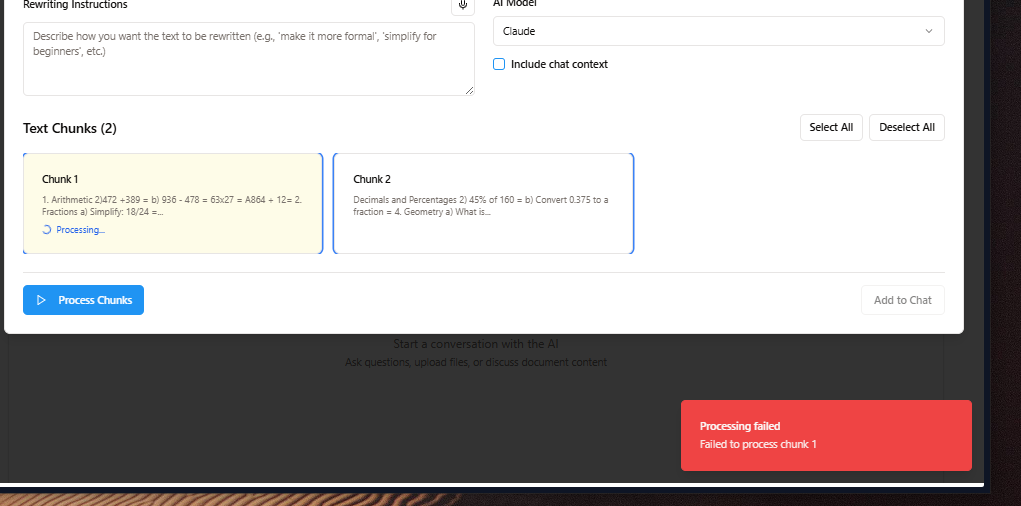 Rewriting Instructions
AI Model
Describe how you want the text to be rewritten (e.g., 'make it more formal', 'simplify for
beginners', etc.)
Claude
Include chat context
Text Chunks (2)
Select All
Deselect All
Chunk 1
1. Arithmetic 2)472 +389 = b) 936 - 478 = 63x27 = A864 + 12= 2.
Fractions a) Simplify: 18/24 =...
Processing...
Chunk 2
Decimals and Percentages 2) 45% of 160 = b) Convert 0.375 to a
fraction = 4. Geometry a) What is...
Process Chunks
Add to Chat
Start a conversation with the AI
Ask questions, upload files, or discuss document content
Processing failed
Failed to process chunk 1